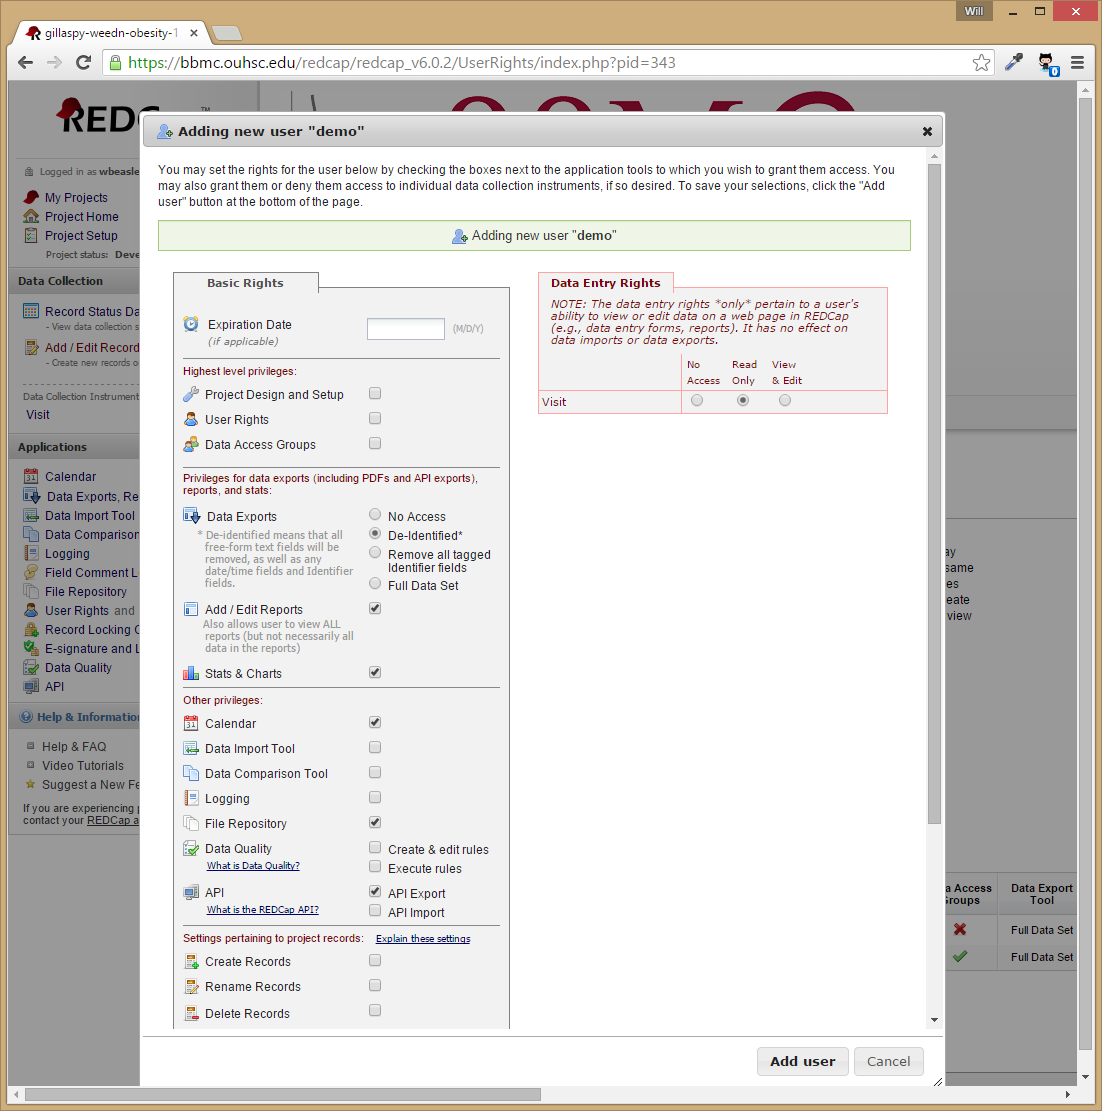 Will
gillaspy-weedn-obesity-1
https://bbmc.ouhsc.edu/redcap/redcap_v6.0.2/UserRights/index.php?pid=343
0
REDC
Adding new user "demo"
Logged in as wbeasle
My Projects
Project Home
Project Setup
Project status: Deve
Data Collection
Record Status Da
- View data collection s
Add / Edit Record
- Create new records o
Data Collection Instrument
Visit
Applications
Calendar
Data Exports, Re
Data Import Tool
Data Comparison
Logging
Field Comment L
File Repository
User Rights and
Record Locking C
E-signature and L
Data Quality
API
Help & Information
Help & FAQ
Video Tutorials
Suggest a New Fe
If you are experiencing p
contact your REDCap a
You may set the rights for the user below by checking the boxes next to the application tools to which you wish to grant them access. You
may also grant them or deny them access to individual data collection instruments, if so desired. To save your selections, click the "Add
user" button at the bottom of the page.
Adding new user "demo"
Basic Rights
Expiration Date
(if applicable)
(M/D/Y)
Highest level privileges:
Project Design and Setup
User Rights
Data Access Groups
Privileges for data exports (including PDFs and API exports),
reports, and stats:
Data Exports
* De-identified means that all
free-form text fields will be
removed, as well as any
date/time fields and Identifier
fields.
No Access
De-Identified*
Remove all tagged
Identifier fields
Full Data Set
Add / Edit Reports
Also allows user to view ALL
reports (but not necessarily all
data in the reports)
Stats & Charts
Other privileges:
Calendar
Data Import Tool
Data Comparison Tool
Logging
File Repository
Data Quality
What is Data Quality?
Create & edit rules
Execute rules
API
What is the REDCap API?
API Export
API Import
Settings pertaining to project records: Explain these settings
Create Records
Rename Records
Delete Records
Data Entry Rights
NOTE: The data entry rights *only* pertain to a user's
ability to view or edit data on a web page in REDCap
(e.g., data entry forms, reports). It has no effect on
data imports or data exports.
No Access
Read Only
View & Edit
Visit
ay
same
es
eate
view
a Access Groups
Data Export Tool
Full Data Set
Full Data Set
Add user
Cancel